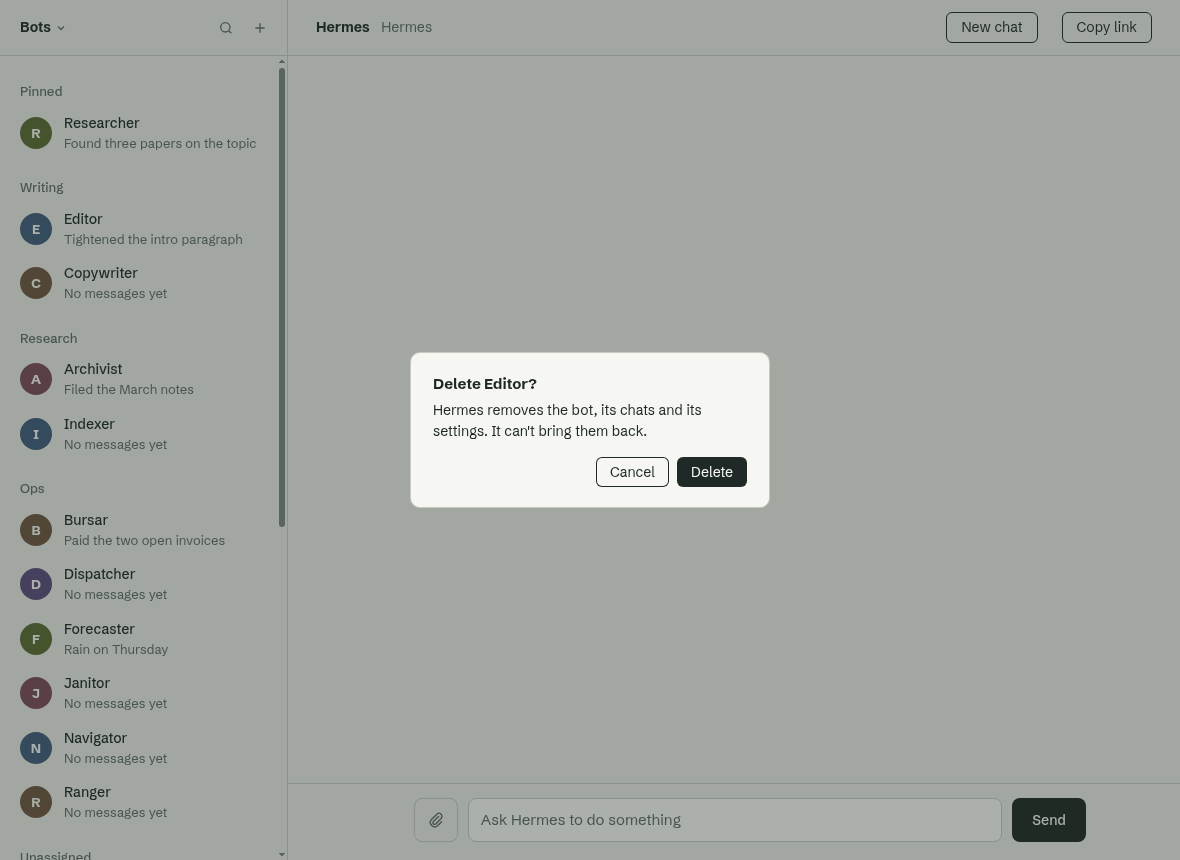 Bots
Hermes Hermes
New chat
Copy link
Pinned
R
Researcher
Found three papers on the topic
Writing
E
Editor
Tightened the intro paragraph
C
Copywriter
No messages yet
Research
A
Archivist
Filed the March notes
I
Indexer
No messages yet
Ops
B
Bursar
Paid the two open invoices
D
Dispatcher
No messages yet
F
Forecaster
Rain on Thursday
J
Janitor
No messages yet
N
Navigator
No messages yet
R
Ranger
No messages yet
Unassigned
Delete Editor?
Hermes removes the bot, its chats and its
settings. It can't bring them back.
Cancel
Delete
Ask Hermes to do something
Send